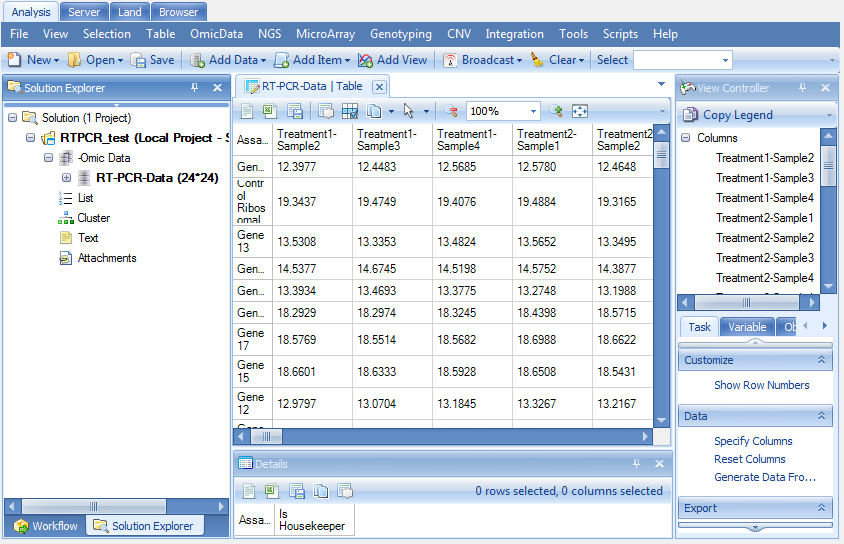 Analysis Server Land Browser
File View Selection Table OmicData NGS MicroArray Genotyping CNV Integration Tools Scripts Help
New Open Save Add Data Add Item Add View Broadcast Clear Select
Solution Explorer
Solution (1 Project)
RTPCR_test (Local Project - S
-Omic Data
RT-PCR-Data (24*24)
List
Cluster
Text
Attachments
Workflow Solution Explorer
RT-PCR-Data | Table
100%
Assa... Treatment1-Sample2 Treatment1-Sample3 Treatment1-Sample4 Treatment2-Sample1 Treatment2 Sample2
Gen... 12.3977 12.4483 12.5685 12.5780 12.4648
Control Ribosomal 19.3437 19.4749 19.4076 19.4884 19.3165
Gene 13 13.5308 13.3353 13.4824 13.5652 13.3495
Gen... 14.5377 14.6745 14.5198 14.5752 14.3877
Gen... 13.3934 13.4693 13.3775 13.2748 13.1988
Gen... 18.2929 18.2974 18.3245 18.4398 18.5715
Gene 17 18.5769 18.5514 18.5682 18.6988 18.6622
Gene 15 18.6601 18.6333 18.5928 18.6508 18.5431
Gene 12 12.9797 13.0704 13.1845 13.3267 13.2167
Details
0 rows selected, 0 columns selected
Assa... Is Housekeeper
View Controller
Copy Legend
Columns
Treatment1-Sample2
Treatment1-Sample3
Treatment1-Sample4
Treatment2-Sample1
Treatment2-Sample2
Treatment2-Sample3
Treatment2-Sample4
Treatment3-Sample1
Task Variable Ob
Customize
Show Row Numbers
Data
Specify Columns
Reset Columns
Generate Data Fro...
Export